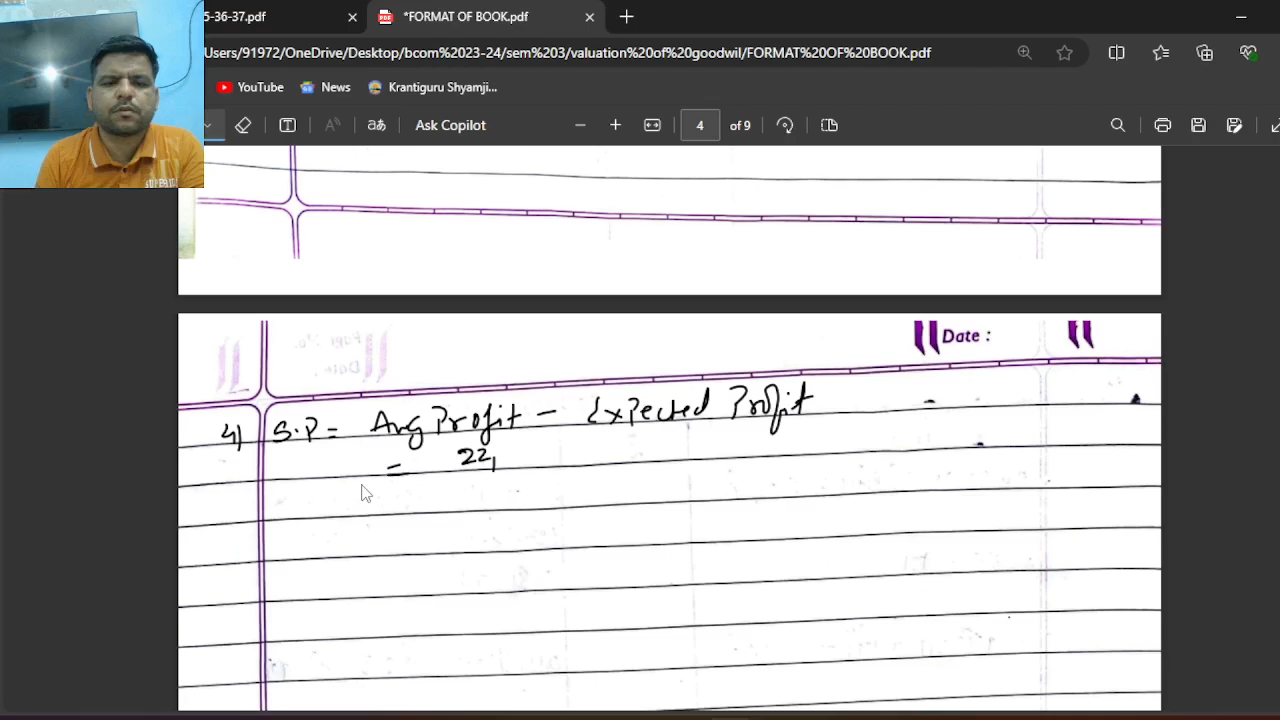 5-36-37.pdf
*FORMAT OF BOOK.pdf
Users/91972/OneDrive/Desktop/bcom%2023-24/sem%203/valuation%20of%20goodwil/FORMAT%20OF%20BOOK.pdf
YouTube
News
Krantiguru Shyamji...
aあ
Ask Copilot
4
of 9
Date :
4) S.P = Avg Profit - Expected Profit
= 22,